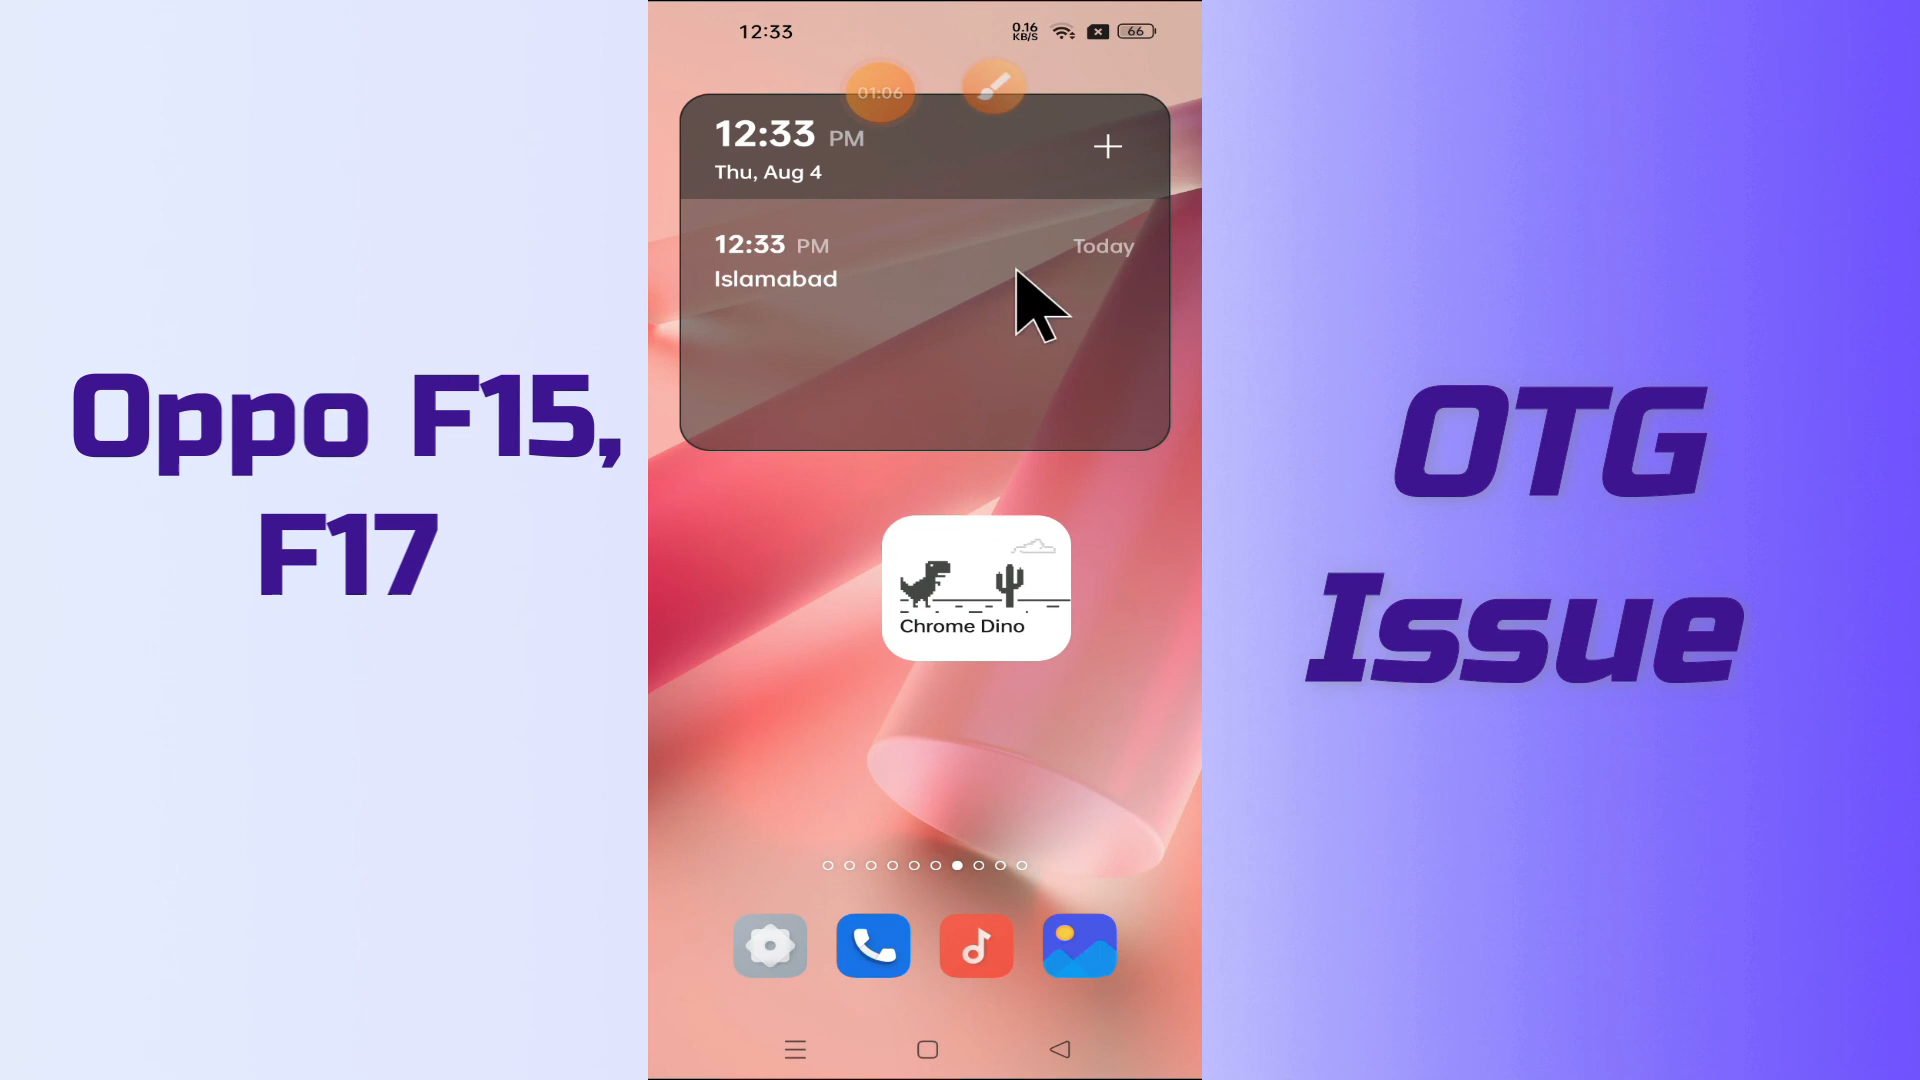 Oppo F15,
F17
12:33
0.16
KB/S
66
01:06
12:33 PM
Thu, Aug 4
12:33 PM
Today
Islamabad
Chrome Dino
OTG
Issue